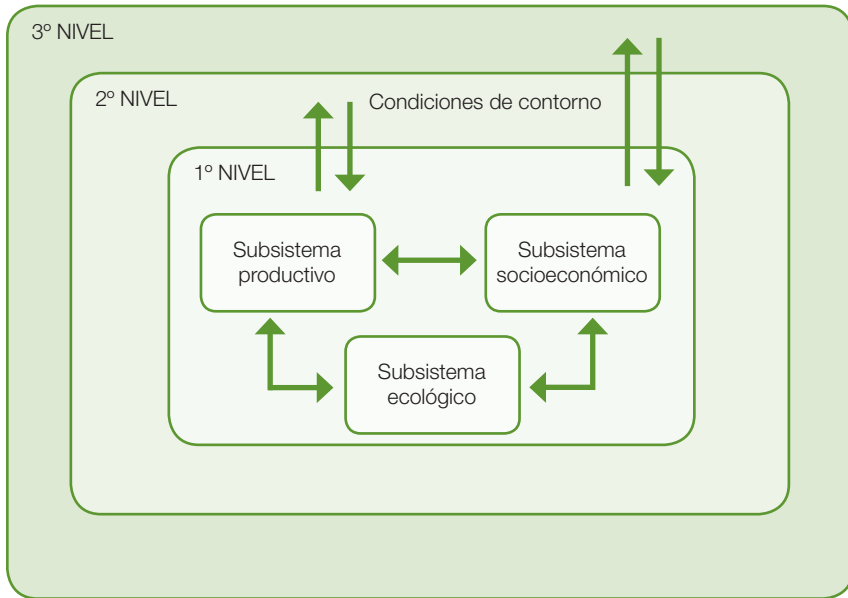 3º NIVEL
2º NIVEL
Condiciones de contorno
1º NIVEL
Subsistema
productivo
Subsistema
socioeconómico
Subsistema
ecológico